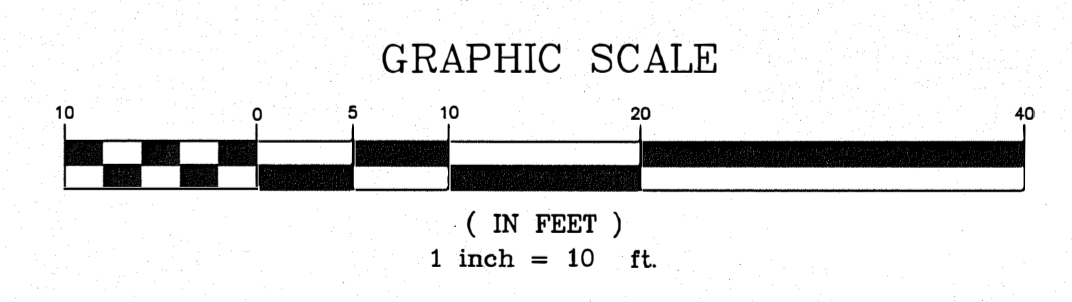 GRAPHIC SCALE
10 0 5 10 20 40
( IN FEET )
1 inch = 10 ft.